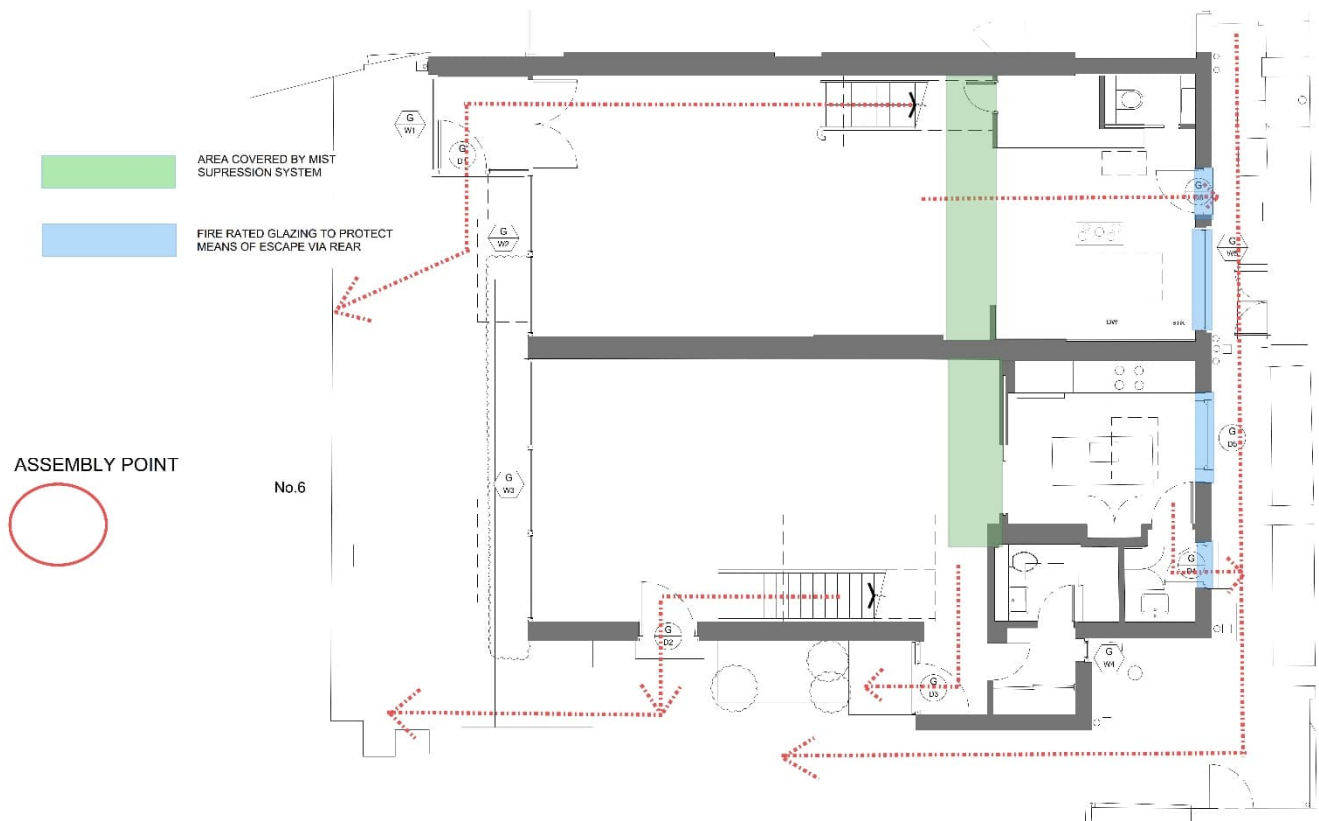 G
W1
G
D1
AREA COVERED BY MIST
SUPRESSION SYSTEM
FIRE RATED GLAZING TO PROTECT
MEANS OF ESCAPE VIA REAR
G
G
W2
G
W5
G
D5
ASSEMBLY POINT
No.6
G
W3
G
D4
G
D2
G
W4
G
D3